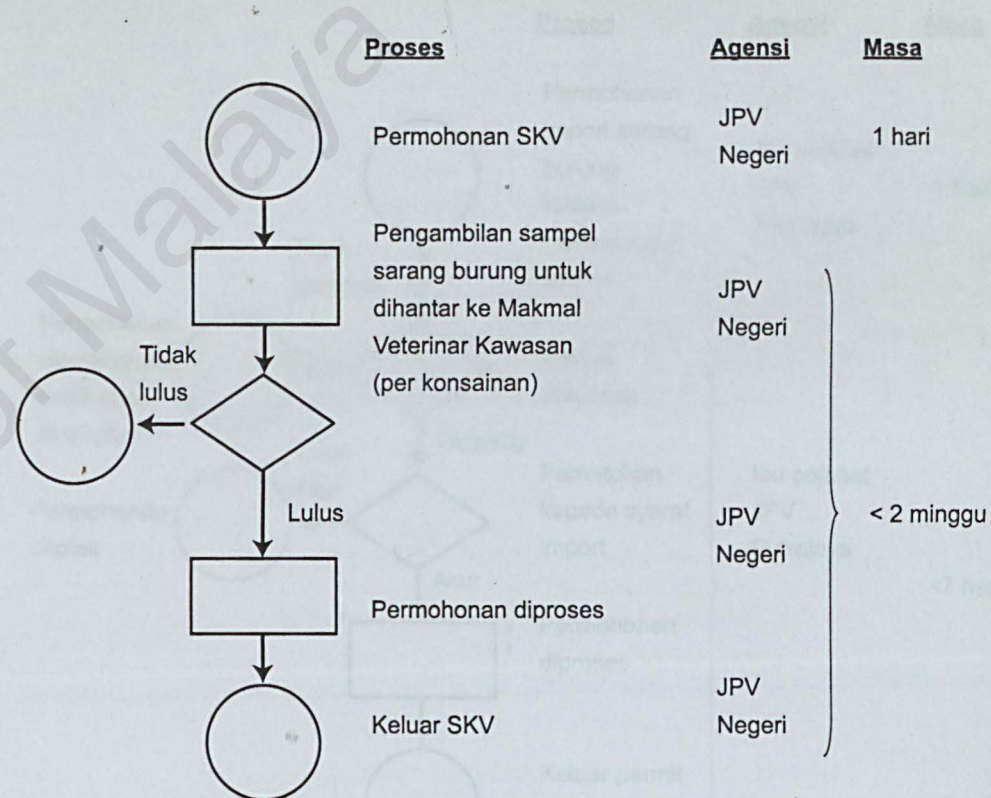 Proses Agensi Masa
Permohonan SKV
JPV
Negeri
1 hari
Pengambilan sampel
sarang burung untuk
dihantar ke Makmal
Veterinar Kawasan
(per konsainan)
JPV
Negeri
Tidak
lulus
Lulus
JPV
Negeri
< 2 minggu
Permohonan diproses
Keluar SKV
JPV
Negeri
Malaya